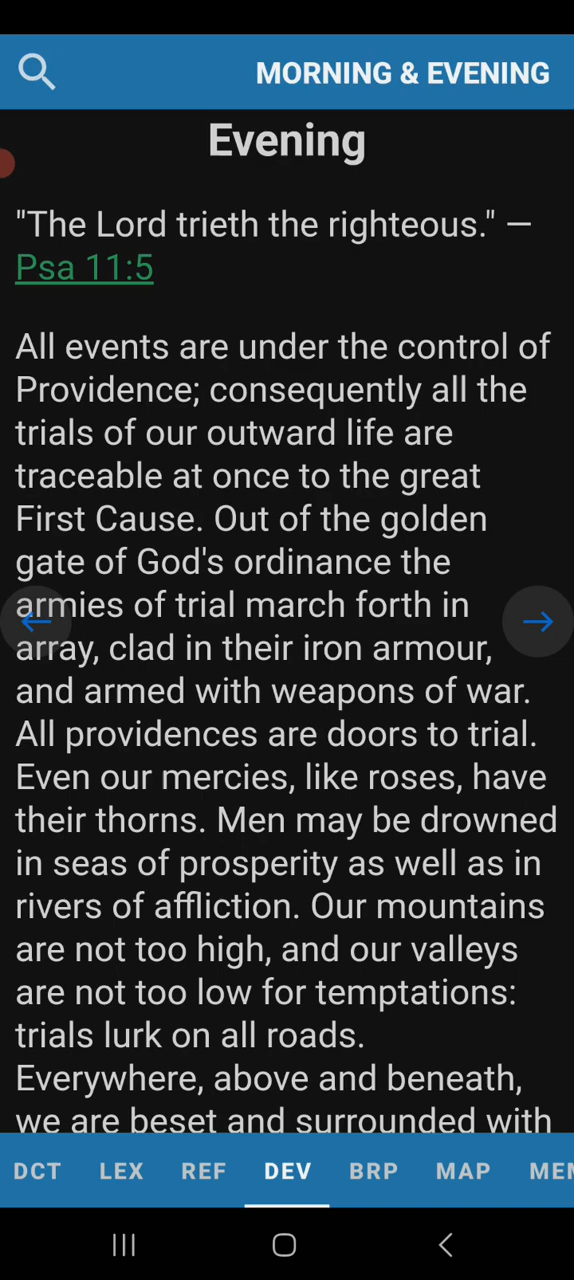 MORNING & EVENING
Evening
"The Lord trieth the righteous." —
Psa 11:5
All events are under the control of
Providence; consequently all the
trials of our outward life are
traceable at once to the great
First Cause. Out of the golden
gate of God's ordinance the
armies of trial march forth in
array, clad in their iron armour,
and armed with weapons of war.
All providences are doors to trial.
Even our mercies, like roses, have
their thorns. Men may be drowned
in seas of prosperity as well as in
rivers of affliction. Our mountains
are not too high, and our valleys
are not too low for temptations:
trials lurk on all roads.
Everywhere, above and beneath,
we are beset and surrounded with
DCT LEX REF DEV BRP MAP MEM